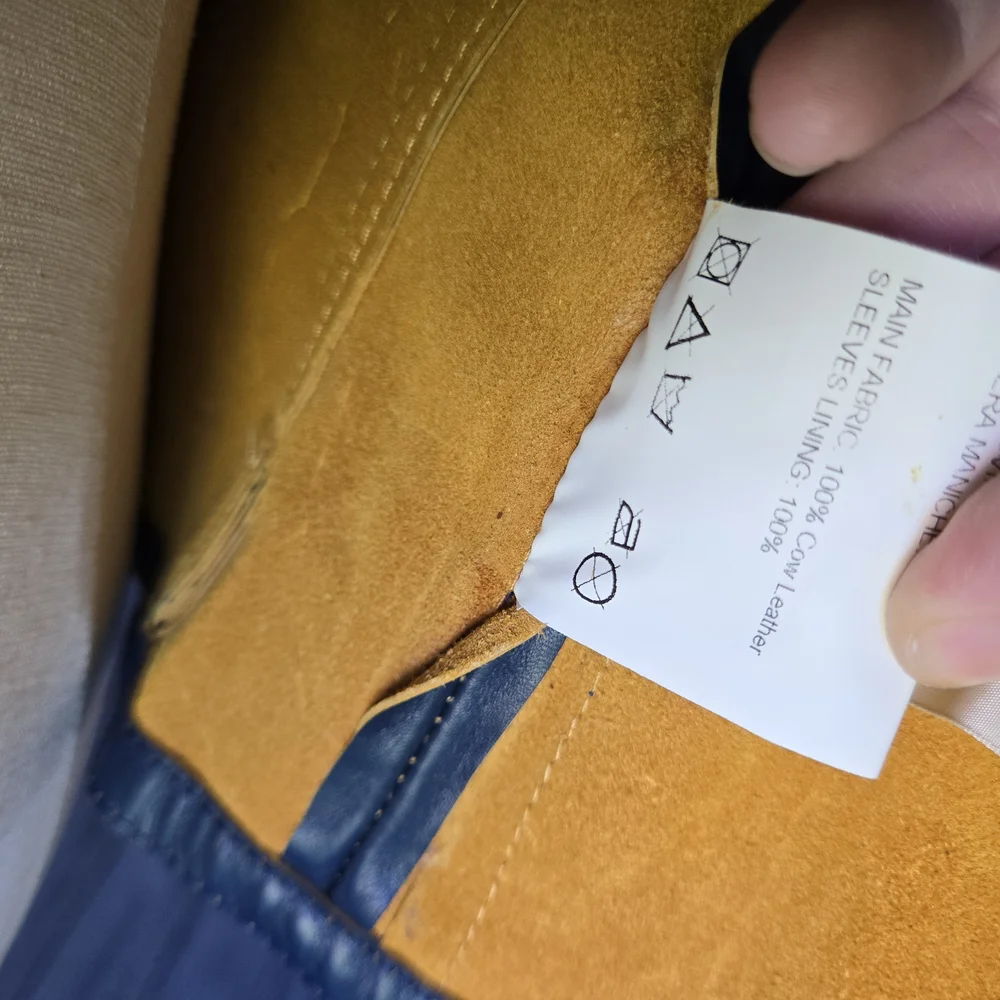 MAIN FABRIC: 100% Cow Leather
SLEEVES LINING: 100%